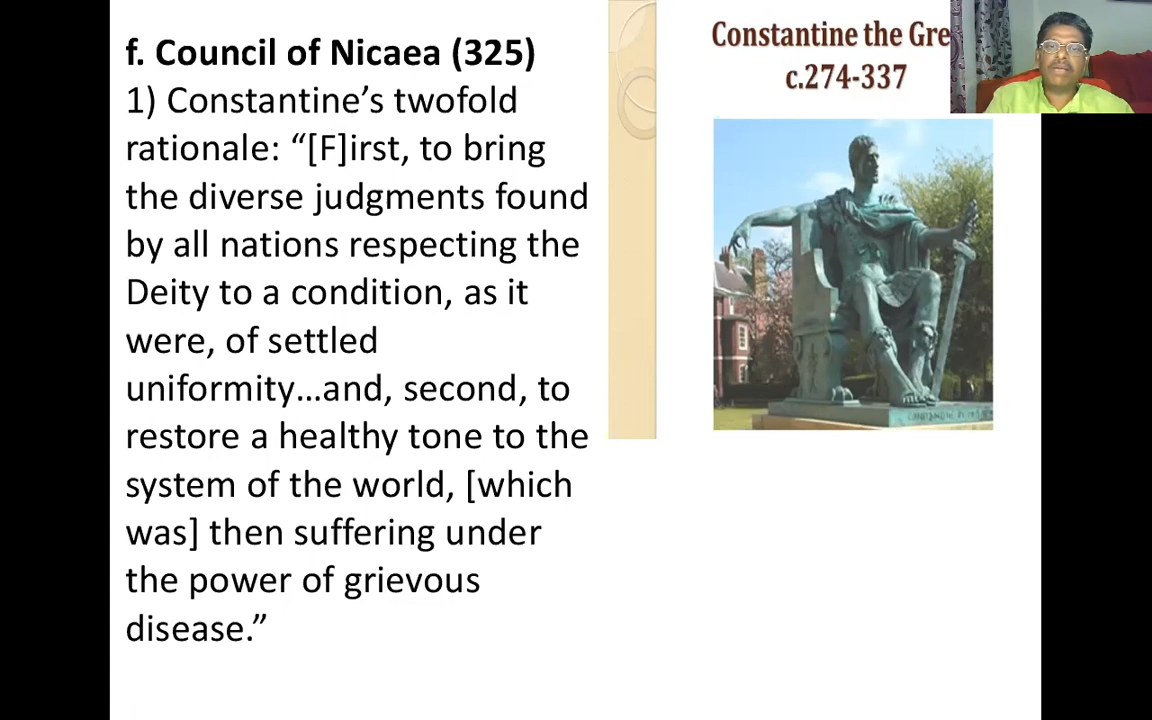 f. Council of Nicaea (325)
1) Constantine’s twofold
rationale: “[F]irst, to bring
the diverse judgments found
by all nations respecting the
Deity to a condition, as it
were, of settled
uniformity…and, second, to
restore a healthy tone to the
system of the world, [which
was] then suffering under
the power of grievous
disease.”
Constantine the Gre
c.274-337